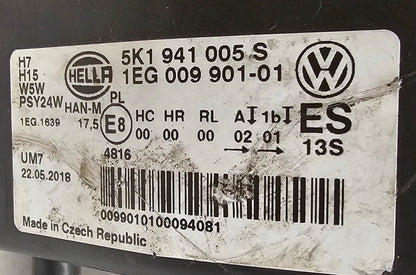 H7
H15
W5W
PSY24W
1EG.1639
HELLA
HAN-M
17,5
PL
E8
4816
5K1 941 005 S
1EG 009 901-01
HC HR RL A 1b
00 00 00 02 01
VW
ES
13S
UM7
22.05.2018
0099010100094081
Made in Czech Republic